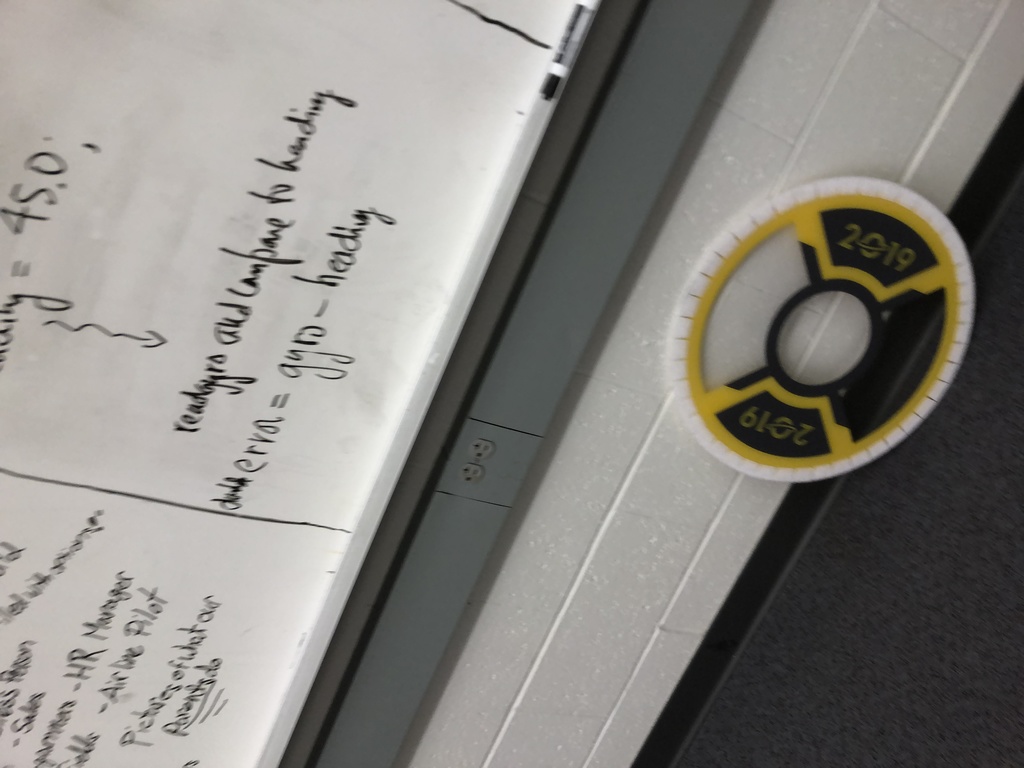 - Sales
- HR Manager
- Airline Pilot
Pictures of what our
Parents do
= 45.0;
read gyro and compare to heading
double error = gyro - heading
2019
2019